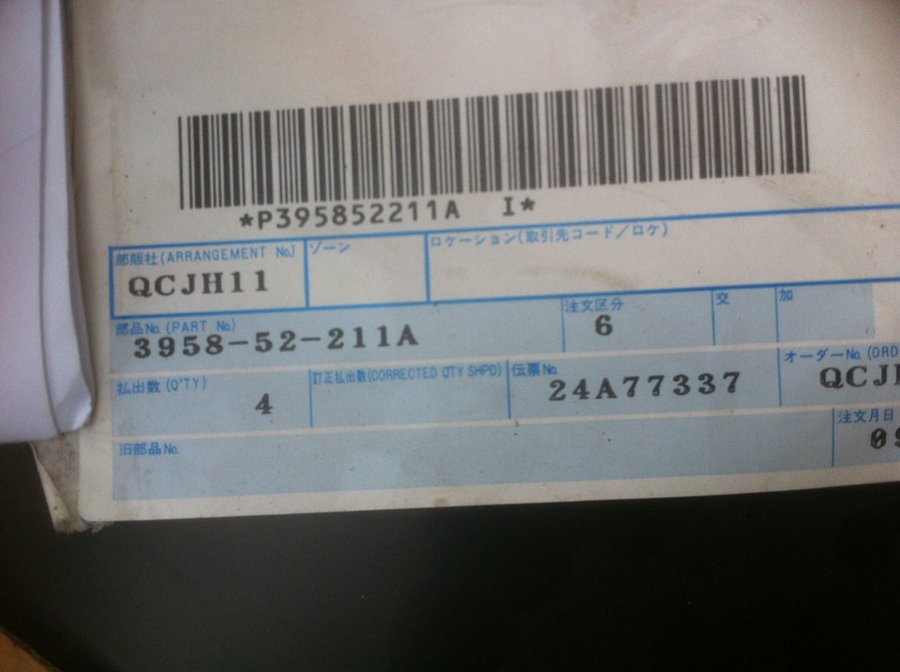 *P395852211A I*
部販社(ARRANGEMENT No.) ゾーン ロケーション(取引先コード/ロケ)
QCJH11
部品No. (PART No.) 注文区分 交 加
3958-52-211A 6
払出数 (Q'TY) 訂正払出数(CORRECTED QTY SHPD) 伝票No. オーダーNo. (ORD
4 24A77337 QCJ
旧部品No. 注文月日
09